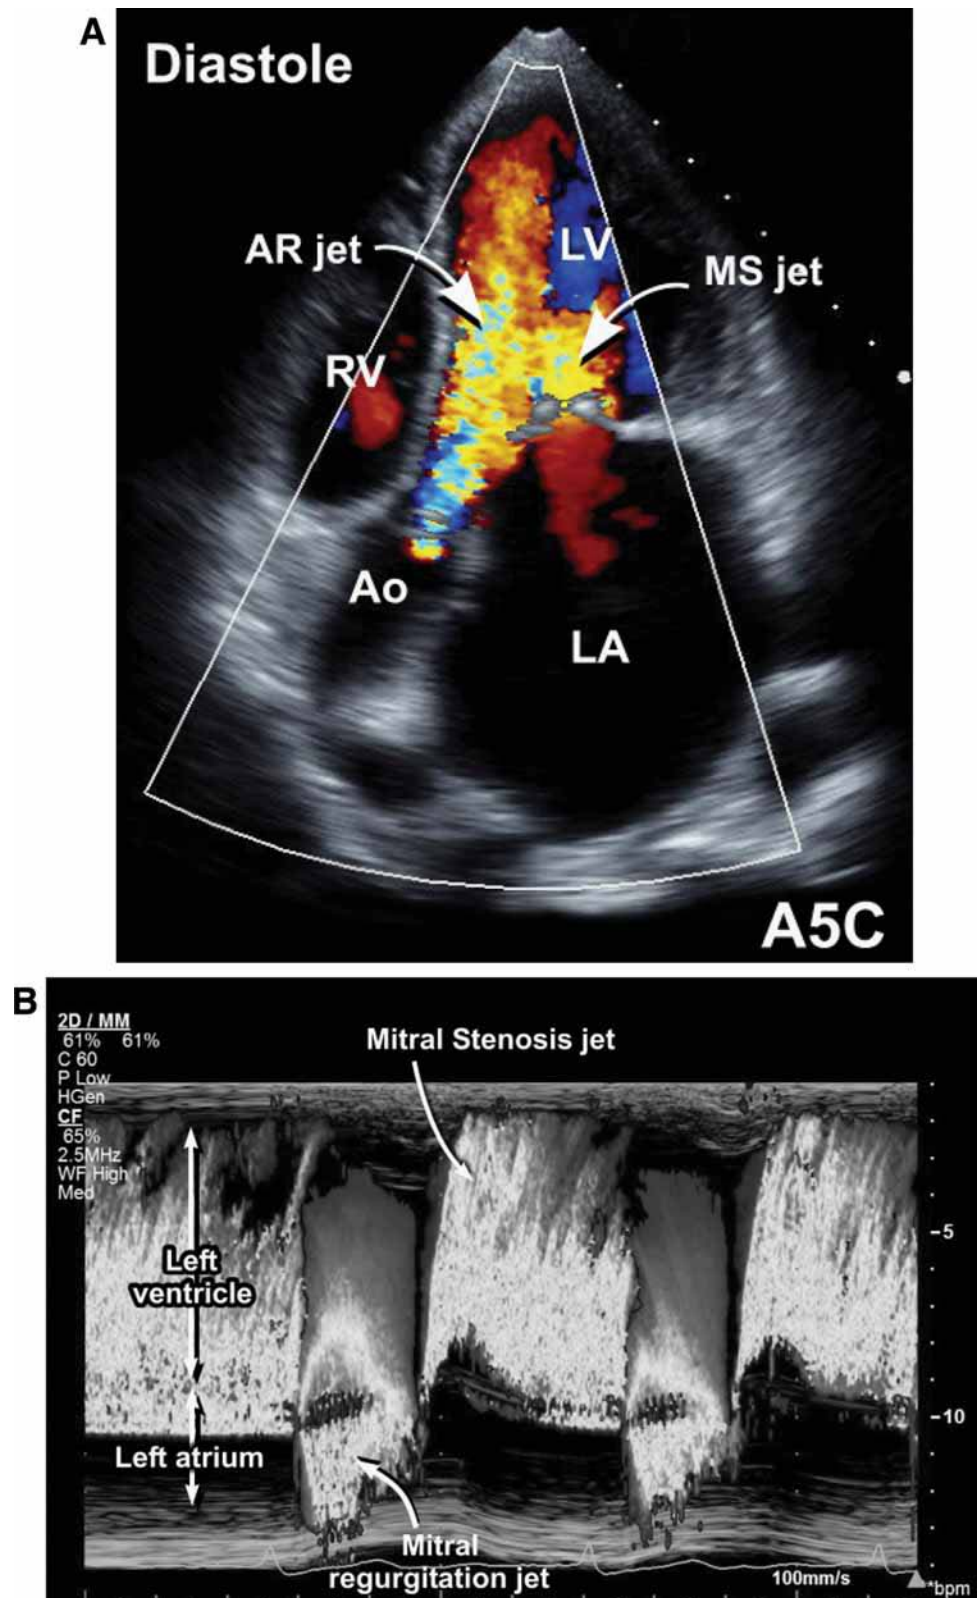 A
Diastole
AR jet
LV
MS jet
RV
Ao
LA
A5C
B
2D / MM
61% 61%
C 60
P Low
HGen
CF
65%
2.5MHz
WF High
Med
Mitral Stenosis jet
Left
ventricle
5
Left atrium
10
Mitral
regurgitation jet
100mm/s
*bpm